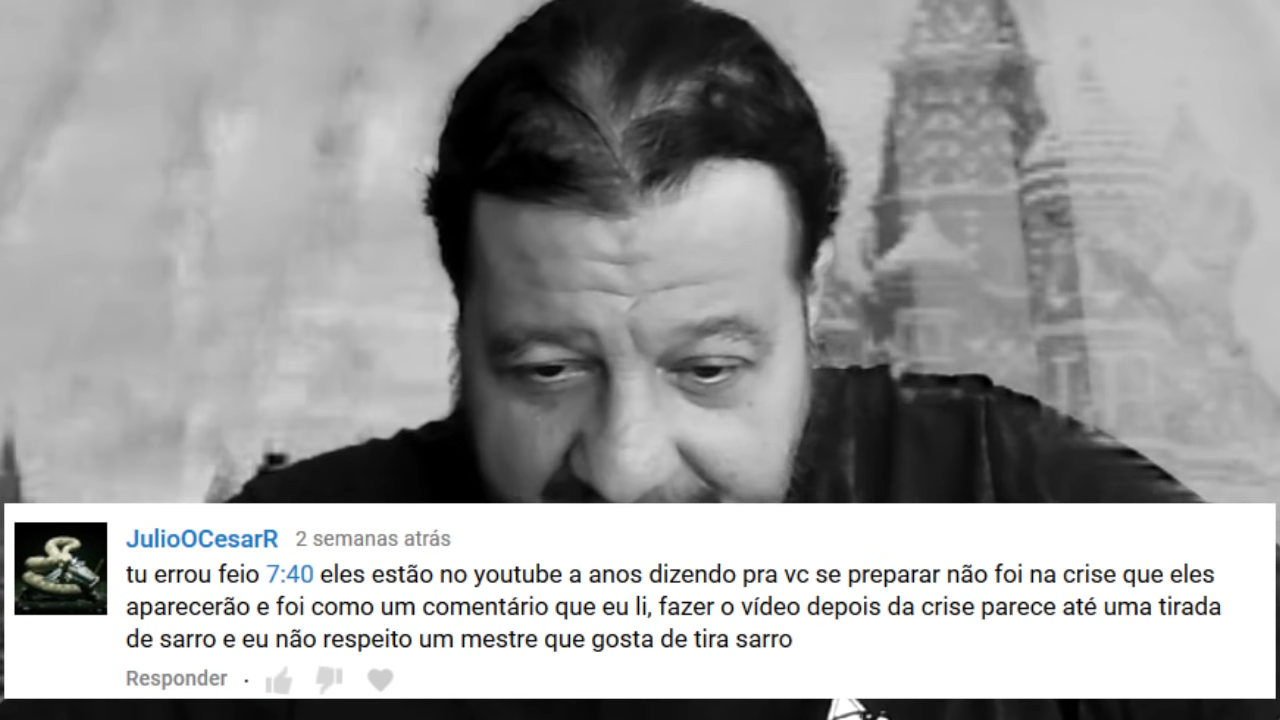 JulioOCesarR 2 semanas atrás
tu errou feio 7:40 eles estão no youtube a anos dizendo pra vc se preparar não foi na crise que eles
aparecerão e foi como um comentário que eu li, fazer o vídeo depois da crise parece até uma tirada
de sarro e eu não respeito um mestre que gosta de tira sarro
Responder ·